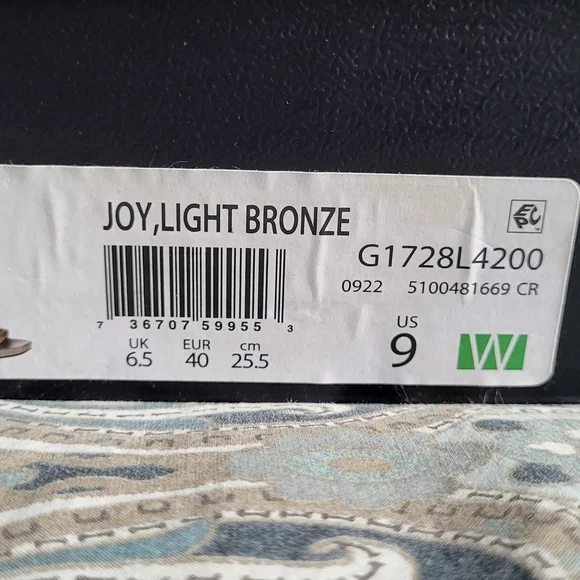 JOY,LIGHT BRONZE
G1728L4200
0922 5100481669 CR
7 36707 59955 3
UK EUR cm US
6.5 40 25.5 9 W